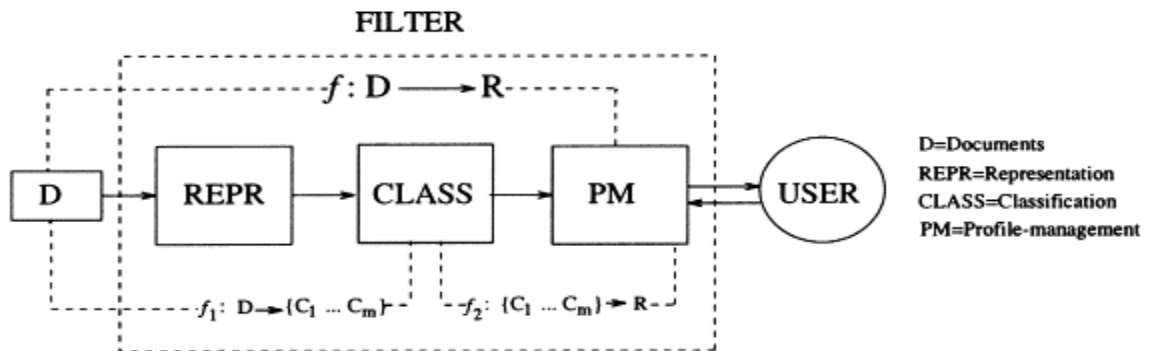 FILTER
f : D → R
D
REPR
CLASS
PM
USER
D=Documents
REPR=Representation
CLASS=Classification
PM=Profile-management
f1: D→{C1 ... Cm}
f2: {C1 ... Cm}→ R